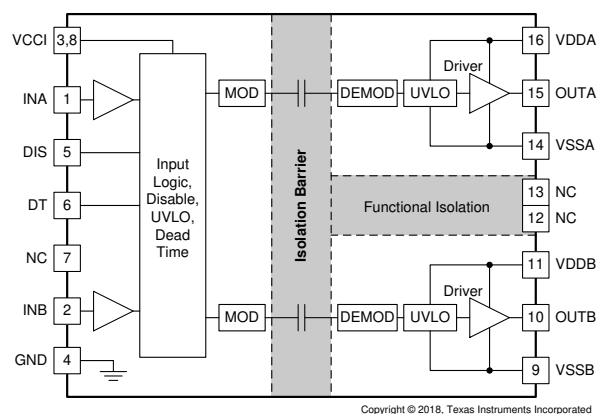 VCCI 3,8
INA 1
DIS 5
DT 6
NC 7
INB 2
GND 4
Input
Logic,
Disable,
UVLO,
Dead
Time
MOD
MOD
Isolation Barrier
DEMOD UVLO
Driver
16 VDDA
15 OUTA
14 VSSA
Functional Isolation
13 NC
12 NC
DEMOD UVLO
Driver
11 VDDB
10 OUTB
9 VSSB
Copyright © 2018, Texas Instruments Incorporated